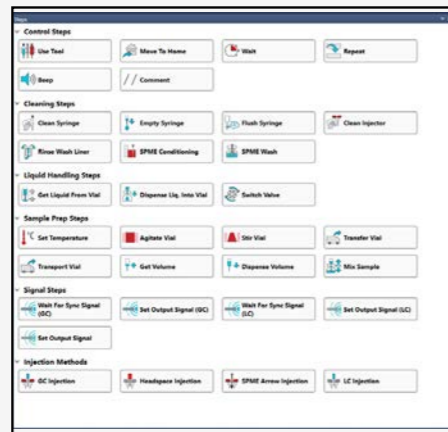 Steps
Control Steps
Use Tool
Move To Home
Wait
Repeat
Beep
// Comment
Cleaning Steps
Clean Syringe
Empty Syringe
Flush Syringe
Clean Injector
Rinse Wash Liner
SPME Conditioning
SPME Wash
Liquid Handling Steps
Get Liquid From Vial
Dispense Liq. Into Vial
Switch Valve
Sample Prep Steps
°C Set Temperature
Agitate Vial
Stir Vial
Transfer Vial
Transport Vial
Get Volume
Dispense Volume
Mix Sample
Signal Steps
Wait For Sync Signal
(GC)
Set Output Signal (GC)
Wait For Sync Signal
(LC)
Set Output Signal (LC)
Set Output Signal
Injection Methods
GC Injection
Headspace Injection
SPME Arrow Injection
LC Injection